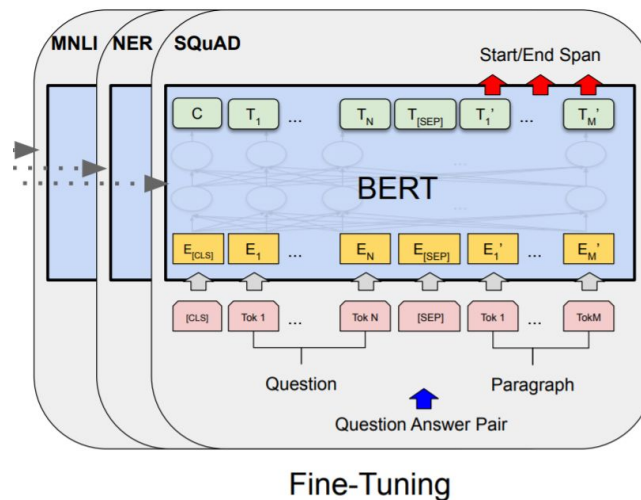 MNLI NER SQuAD
Start/End Span
C T1 ... TN T[SEP] T1' ... TM'
...
BERT
...
E[CLS] E1 ... EN E[SEP] E1' ... EM'
[CLS] Tok 1 ... Tok N [SEP] Tok 1 ... TokM
Question Paragraph
Question Answer Pair
Fine-Tuning